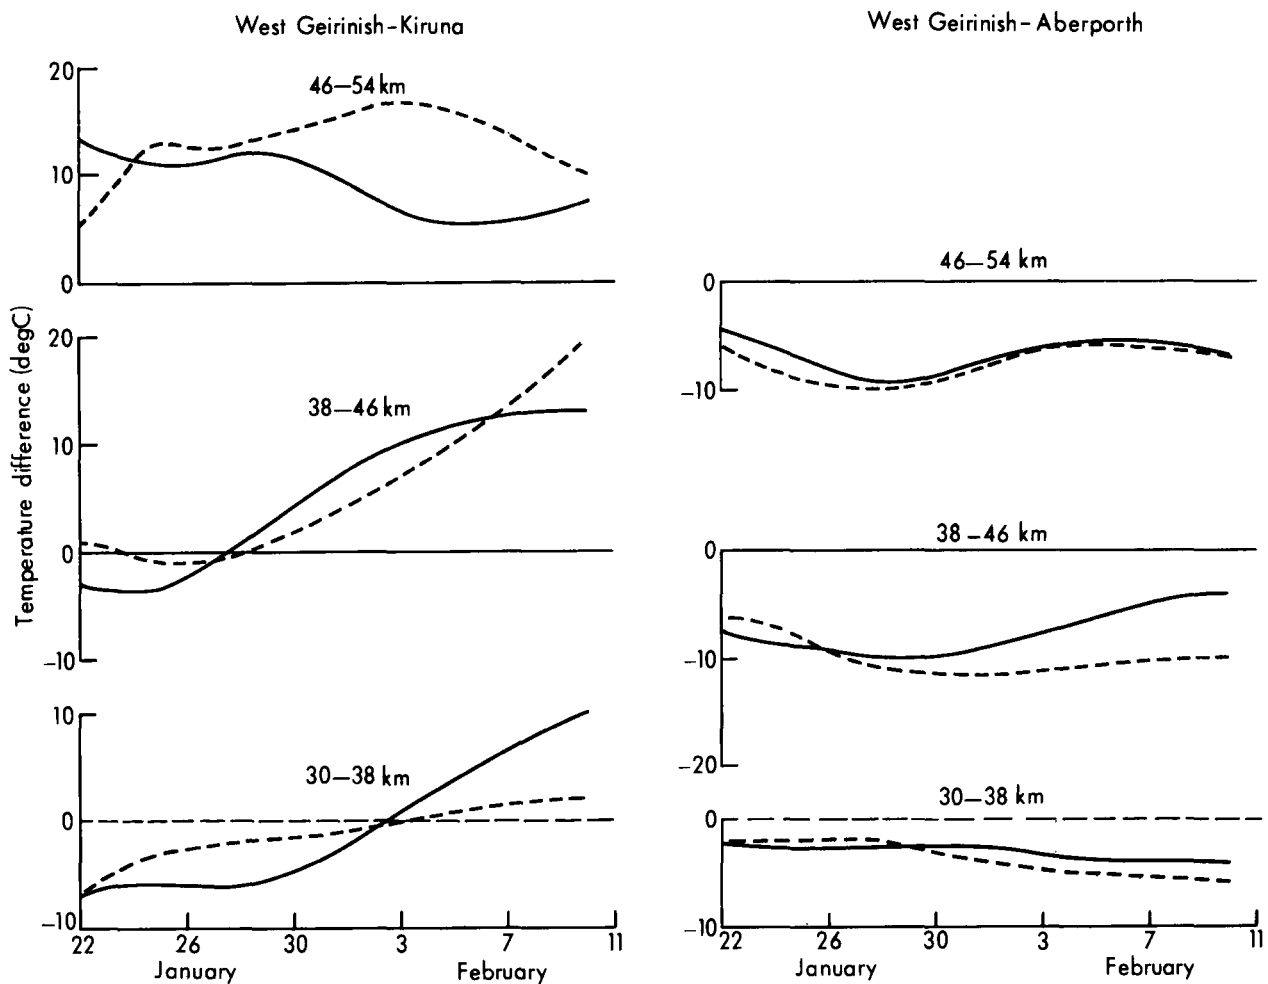 West Geirinish-Kiruna
West Geirinish-Aberporth
Temperature difference (degC)
46–54 km
20
10
0
38–46 km
20
10
0
-10
30–38 km
10
0
-10
22 26 30 3 7 11
January February
46–54 km
0
-10
38–46 km
0
-10
-20
30–38 km
0
-10
22 26 30 3 7 11
January February